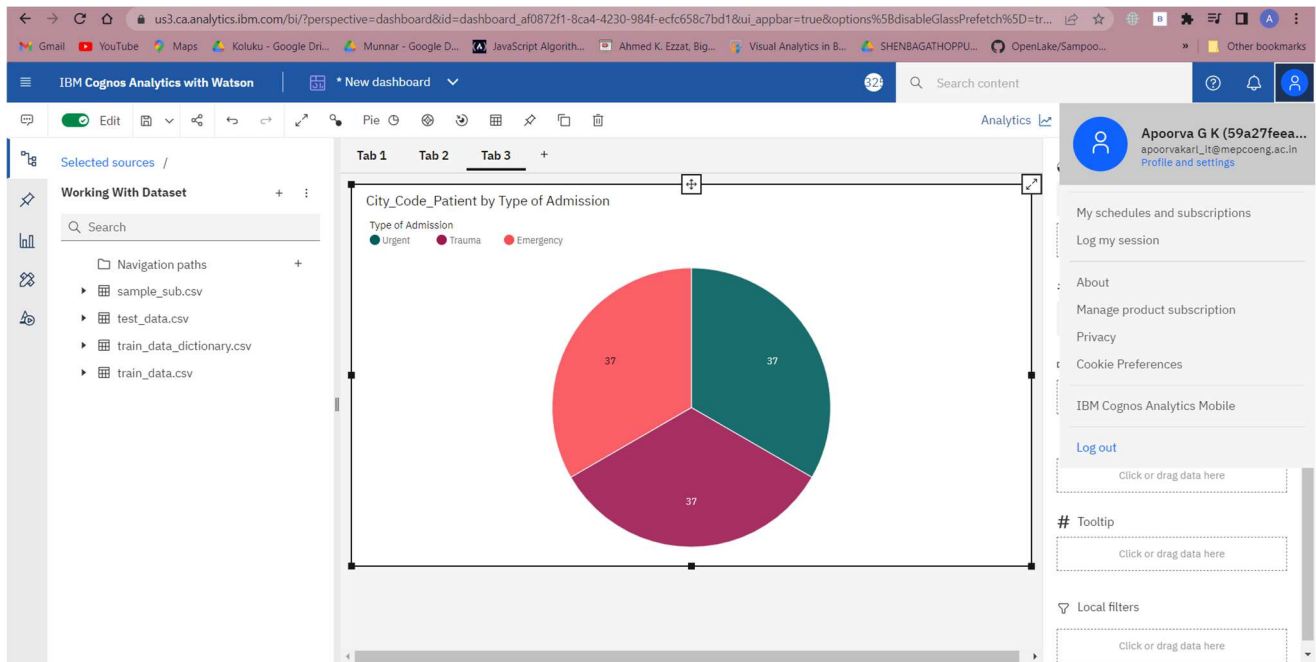 us3.ca.analytics.ibm.com/bi/?perspective=dashboard&id=dashboard_af0872f1-8ca4-4230-984f-ecfc658c7bd1&ui_appbar=true&options%5BdisableGlassPrefetch%5D=tr...
Gmail YouTube Maps Koluku - Google Dri... Munnar - Google D... JavaScript Algorith... Ahmed K. Ezzat, Big... Visual Analytics in B... SHENBAGATHOPPU... OpenLake/Sampoo... » Other bookmarks
IBM Cognos Analytics with Watson * New dashboard Search content
Edit Pie Analytics
Apoorva G K (59a27feea...
apoorvakarl_it@mepcoeng.ac.in
Profile and settings
My schedules and subscriptions
Log my session
About
Manage product subscription
Privacy
Cookie Preferences
IBM Cognos Analytics Mobile
Log out
Selected sources /
Working With Dataset
Search
Navigation paths
sample_sub.csv
test_data.csv
train_data_dictionary.csv
train_data.csv
Tab 1 Tab 2 Tab 3 +
City_Code_Patient by Type of Admission
Type of Admission
Urgent Trauma Emergency
37 37
37
Click or drag data here
# Tooltip
Click or drag data here
Local filters
Click or drag data here